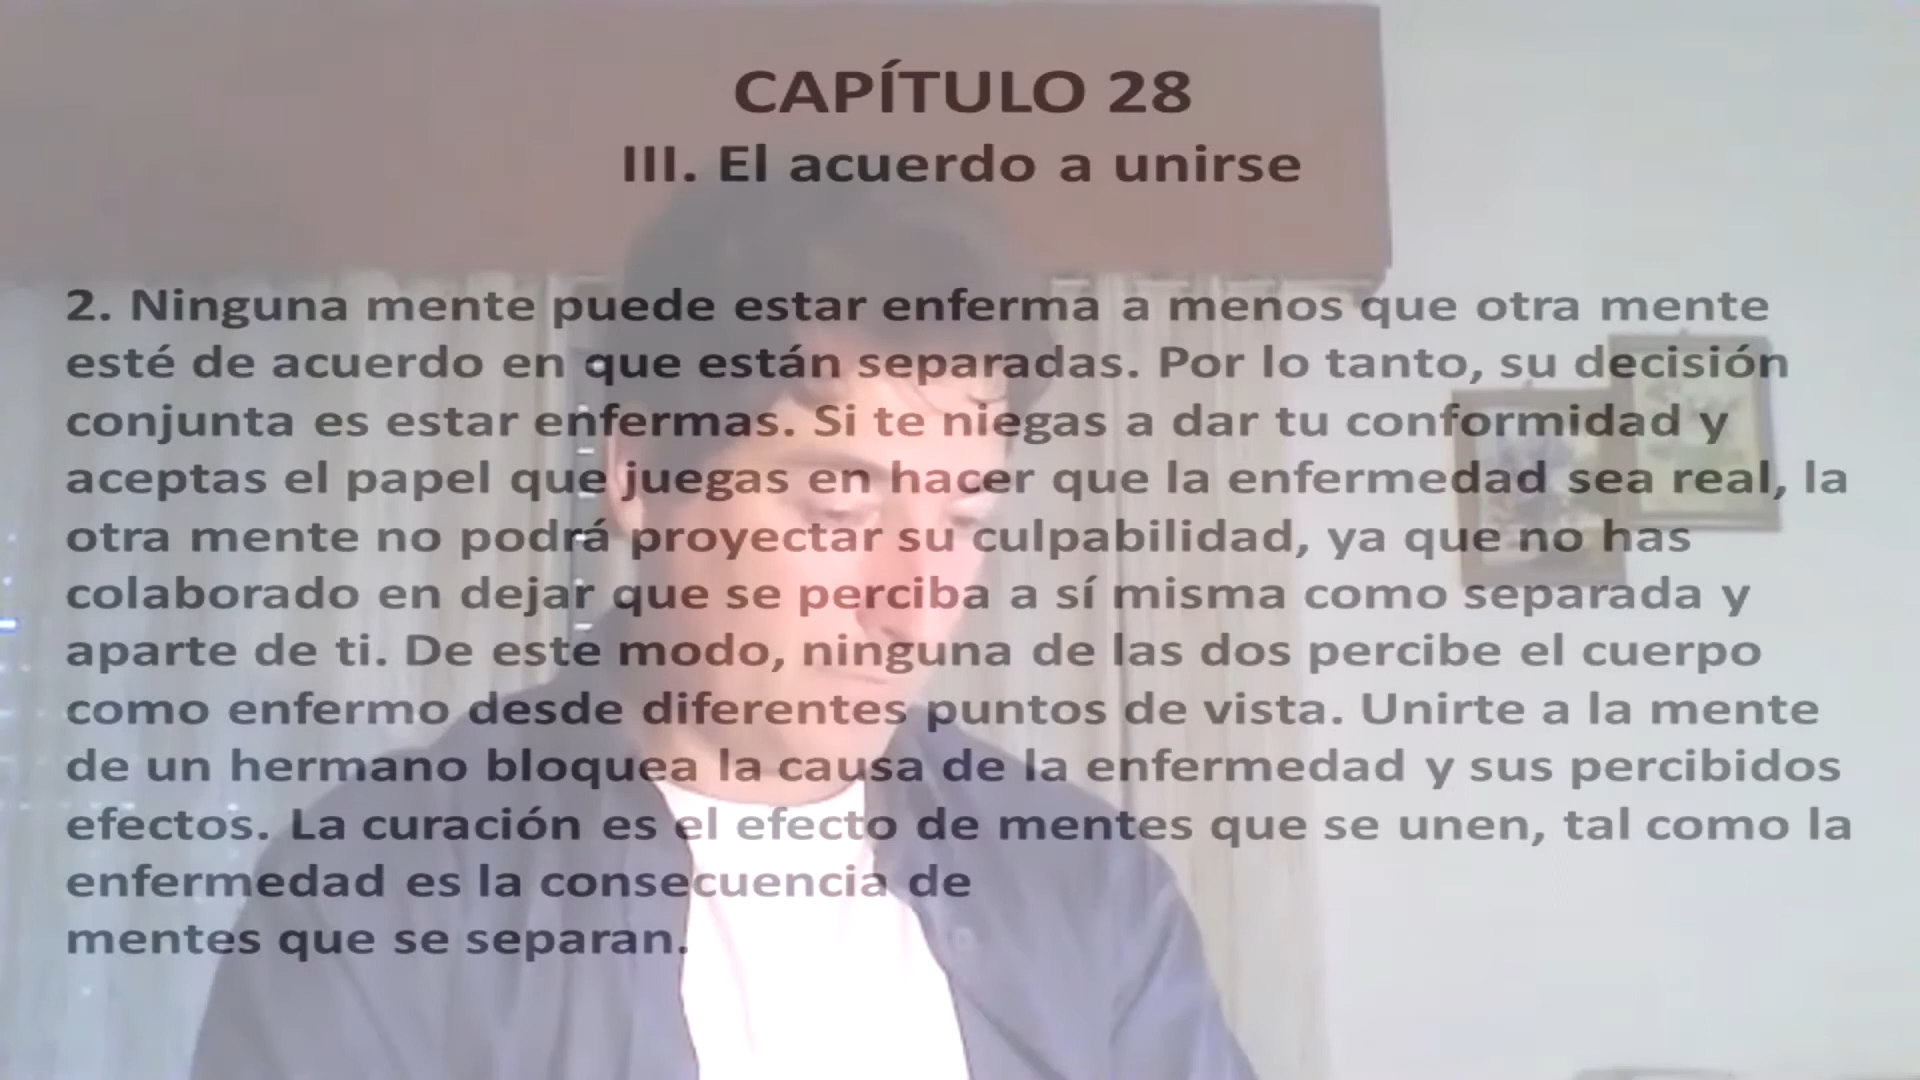 CAPÍTULO 28
III. El acuerdo a unirse
2. Ninguna mente puede estar enferma a menos que otra mente
esté de acuerdo en que están separadas. Por lo tanto, su decisión
conjunta es estar enfermas. Si te niegas a dar tu conformidad y
aceptas el papel que juegas en hacer que la enfermedad sea real, la
otra mente no podrá proyectar su culpabilidad, ya que no has
colaborado en dejar que se perciba a sí misma como separada y
aparte de ti. De este modo, ninguna de las dos percibe el cuerpo
como enfermo desde diferentes puntos de vista. Unirte a la mente
de un hermano bloquea la causa de la enfermedad y sus percibidos
efectos. La curación es el efecto de mentes que se unen, tal como la
enfermedad es la consecuencia de
mentes que se separan.